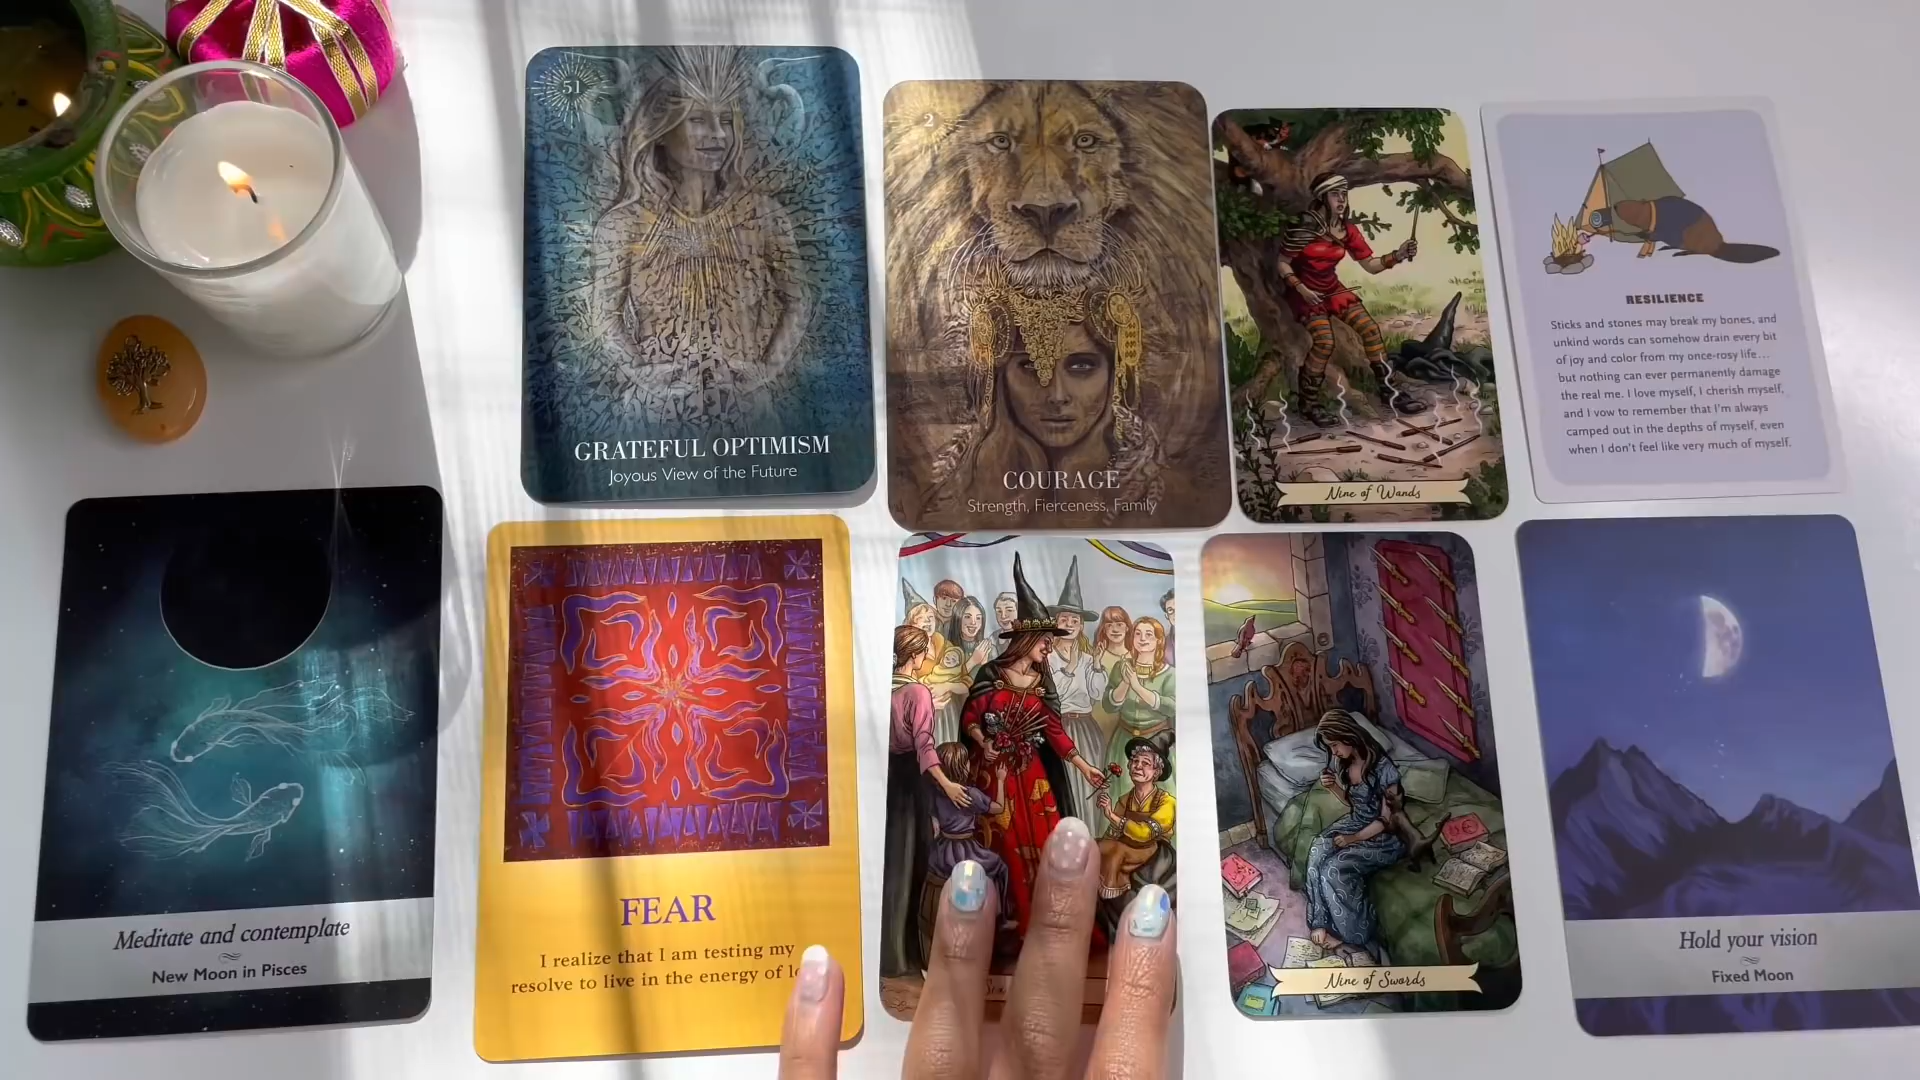 51
GRATEFUL OPTIMISM
Joyous View of the Future
2
COURAGE
Strength, Fierceness, Family
Nine of Wands
RESILIENCE
Sticks and stones may break my bones, and
unkind words can somehow drain every bit
of joy and color from my once-rosy life...
but nothing can ever permanently damage
the real me. I love myself, I cherish myself,
and I vow to remember that I'm always
camped out in the depths of myself, even
when I don't feel like very much of myself.
Meditate and contemplate
New Moon in Pisces
FEAR
I realize that I am testing my
resolve to live in the energy of
Nine of Swords
Hold your vision
Fixed Moon